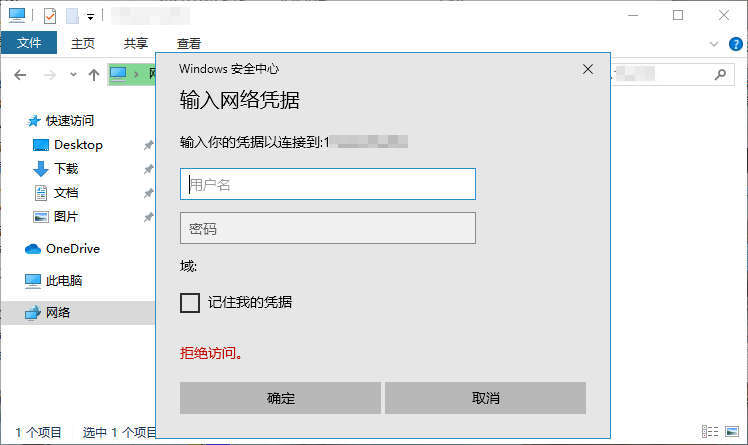 文件
主页
共享
查看
Windows 安全中心
输入网络凭据
输入你的凭据以连接到:1
用户名
密码
域:
记住我的凭据
拒绝访问。
确定
取消
快速访问
Desktop
下载
文档
图片
OneDrive
此电脑
网络
1 个项目
选中 1 个项目